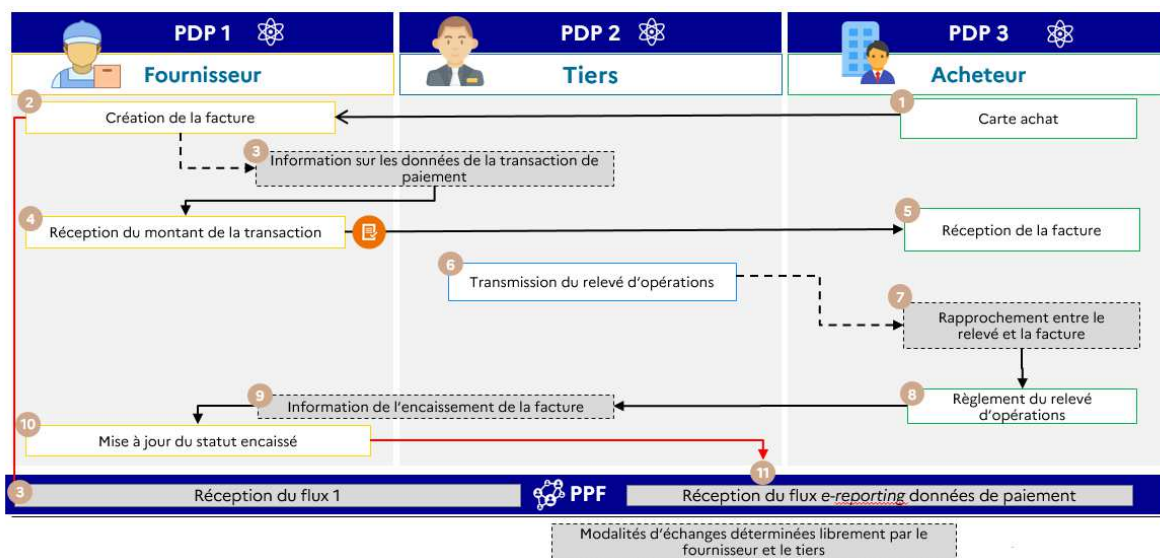 PDP 1
PDP 2
PDP 3
Fournisseur
Tiers
Acheteur
2
Création de la facture
1
Carte achat
3
Information sur les données de la transaction de
paiement
4
Réception du montant de la transaction
5
Réception de la facture
6
Transmission du relevé d'opérations
7
Rapprochement entre le
relevé et la facture
8
Règlement du relevé
d'opérations
9
Information de l'encaissement de la facture
10
Mise à jour du statut encaissé
11
3
Réception du flux 1
PPF
Réception du flux e-reporting données de paiement
Modalités d'échanges déterminées librement par le
fournisseur et le tiers